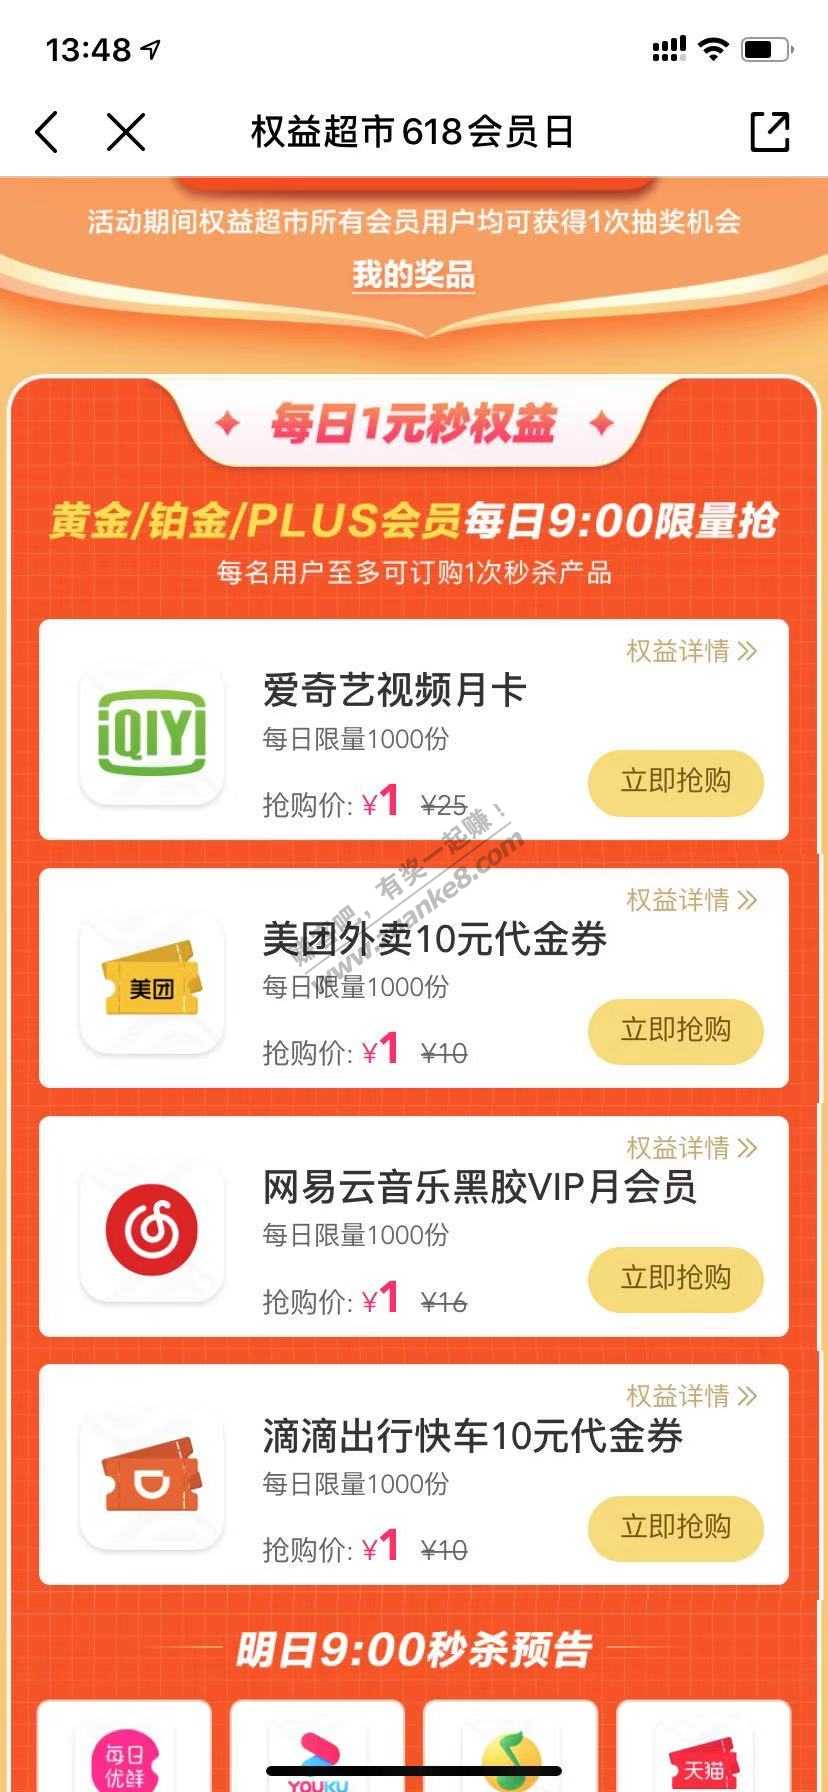 13:48
权益超市618会员日
活动期间权益超市所有会员用户均可获得1次抽奖机会
我的奖品
每日1元秒权益
黄金/铂金/PLUS会员每日9:00限量抢
每名用户至多可订购1次秒杀产品
权益详情
iQIYI
爱奇艺视频月卡
每日限量1000份
抢购价: ¥1 ¥25
立即抢购
赚客吧，有奖一起赚！
www.zuanke8.com
权益详情
美团
美团外卖10元代金券
每日限量1000份
抢购价: ¥1 ¥10
立即抢购
权益详情
网易云音乐黑胶VIP月会员
每日限量1000份
抢购价: ¥1 ¥16
立即抢购
权益详情
滴滴出行快车10元代金券
每日限量1000份
抢购价: ¥1 ¥10
立即抢购
明日9:00秒杀预告
每日
优鲜
YOUKU
天猫